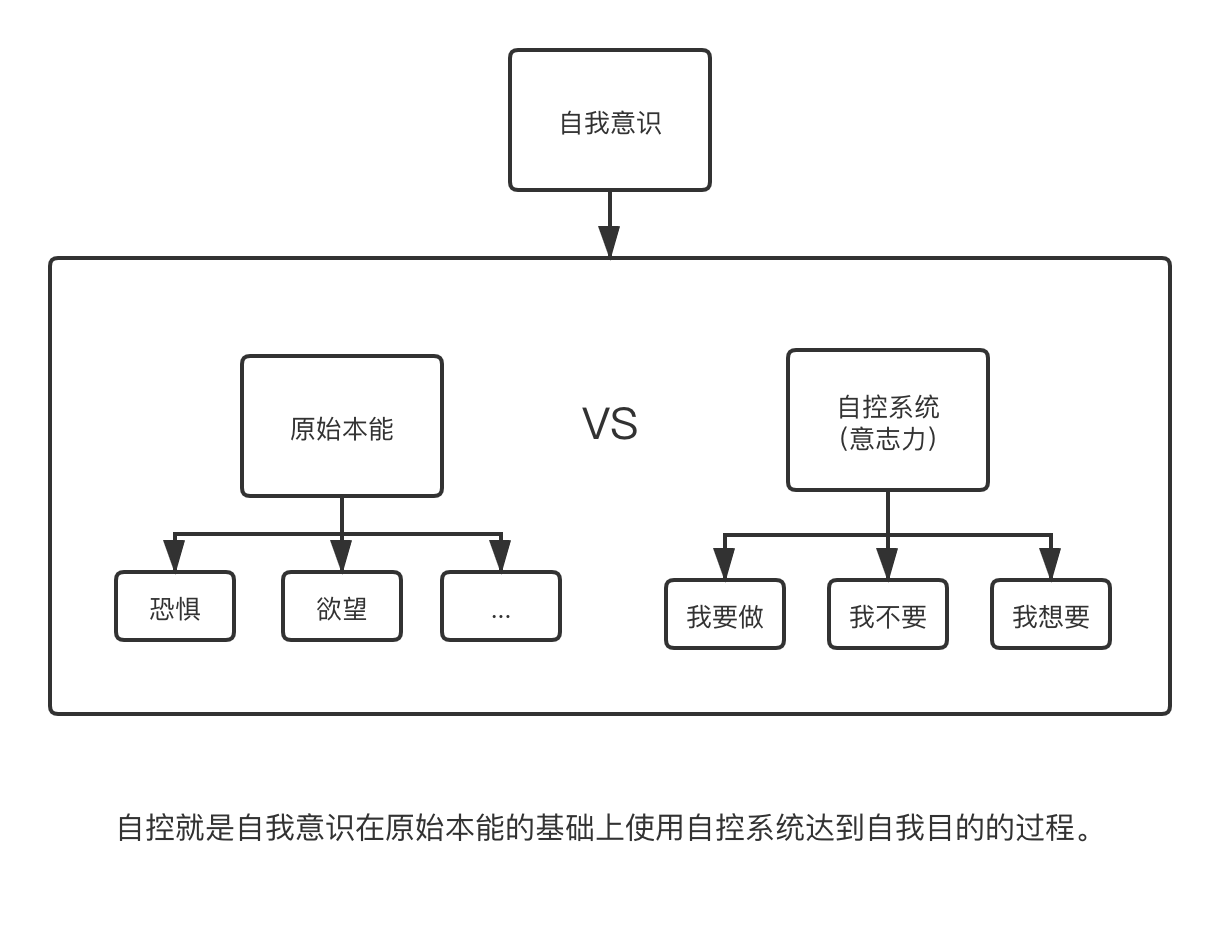 自我意识
原始本能
VS
自控系统
(意志力)
恐惧
欲望
...
我要做
我不要
我想要
自控就是自我意识在原始本能的基础上使用自控系统达到自我目的的过程。